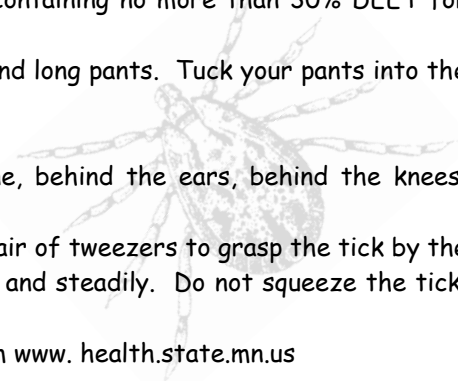 containing no more than 30% DEET for
nd long pants. Tuck your pants into the
e, behind the ears, behind the knees
air of tweezers to grasp the tick by the
and steadily. Do not squeeze the tick
n www. health.state.mn.us